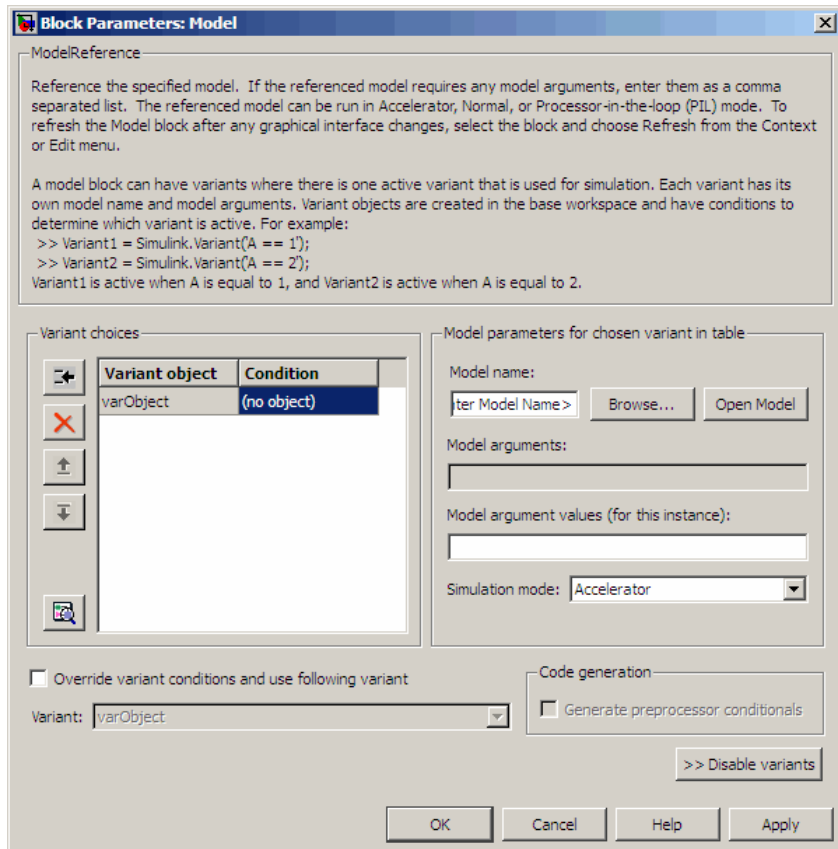 Block Parameters: Model
ModelReference
Reference the specified model. If the referenced model requires any model arguments, enter them as a comma
separated list. The referenced model can be run in Accelerator, Normal, or Processor-in-the-loop (PIL) mode. To
refresh the Model block after any graphical interface changes, select the block and choose Refresh from the Context
or Edit menu.
A model block can have variants where there is one active variant that is used for simulation. Each variant has its
own model name and model arguments. Variant objects are created in the base workspace and have conditions to
determine which variant is active. For example:
>> Variant1 = Simulink.Variant('A == 1');
>> Variant2 = Simulink.Variant('A == 2');
Variant1 is active when A is equal to 1, and Variant2 is active when A is equal to 2.
Variant choices
Variant object Condition
varObject (no object)
Model parameters for chosen variant in table
Model name:
nter Model Name> Browse... Open Model
Model arguments:
Model argument values (for this instance):
Simulation mode: Accelerator
Override variant conditions and use following variant
Variant: varObject
Code generation
Generate preprocessor conditionals
>> Disable variants
OK Cancel Help Apply